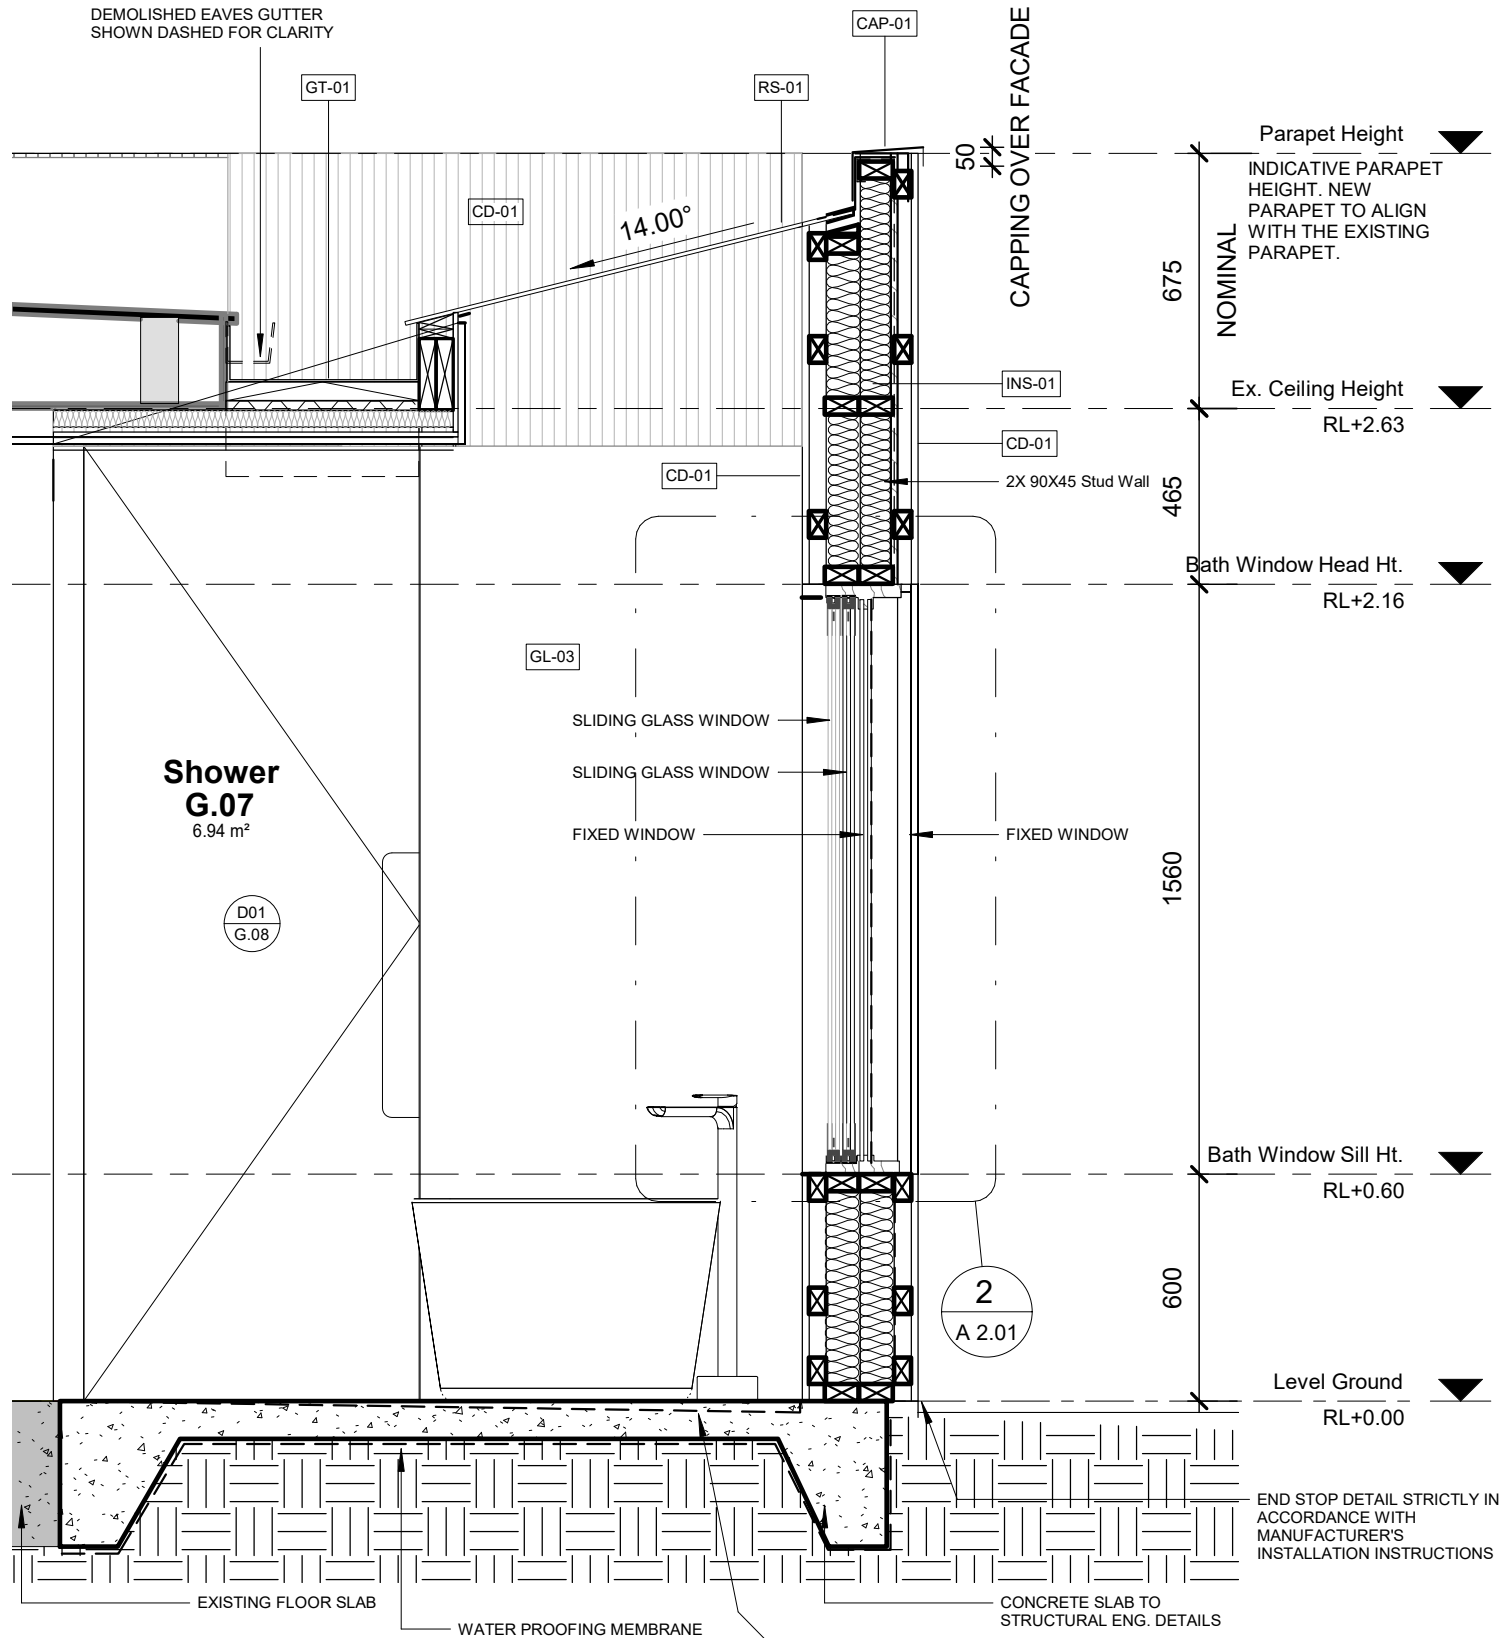 DEMOLISHED EAVES GUTTER
SHOWN DASHED FOR CLARITY
GT-01
RS-01
CAP-01
CAPPING OVER FACADE
50
CD-01
14.00°
Parapet Height
INDICATIVE PARAPET
HEIGHT. NEW
PARAPET TO ALIGN
WITH THE EXISTING
PARAPET.
675
NOMINAL
INS-01
Ex. Ceiling Height
RL+2.63
CD-01
CD-01
2X 90X45 Stud Wall
465
Bath Window Head Ht.
RL+2.16
GL-03
SLIDING GLASS WINDOW
SLIDING GLASS WINDOW
FIXED WINDOW
FIXED WINDOW
Shower
G.07
6.94 m²
D01
G.08
1560
Bath Window Sill Ht.
RL+0.60
2
A 2.01
600
Level Ground
RL+0.00
END STOP DETAIL STRICTLY IN
ACCORDANCE WITH
MANUFACTURER'S
INSTALLATION INSTRUCTIONS
EXISTING FLOOR SLAB
WATER PROOFING MEMBRANE
CONCRETE SLAB TO
STRUCTURAL ENG. DETAILS